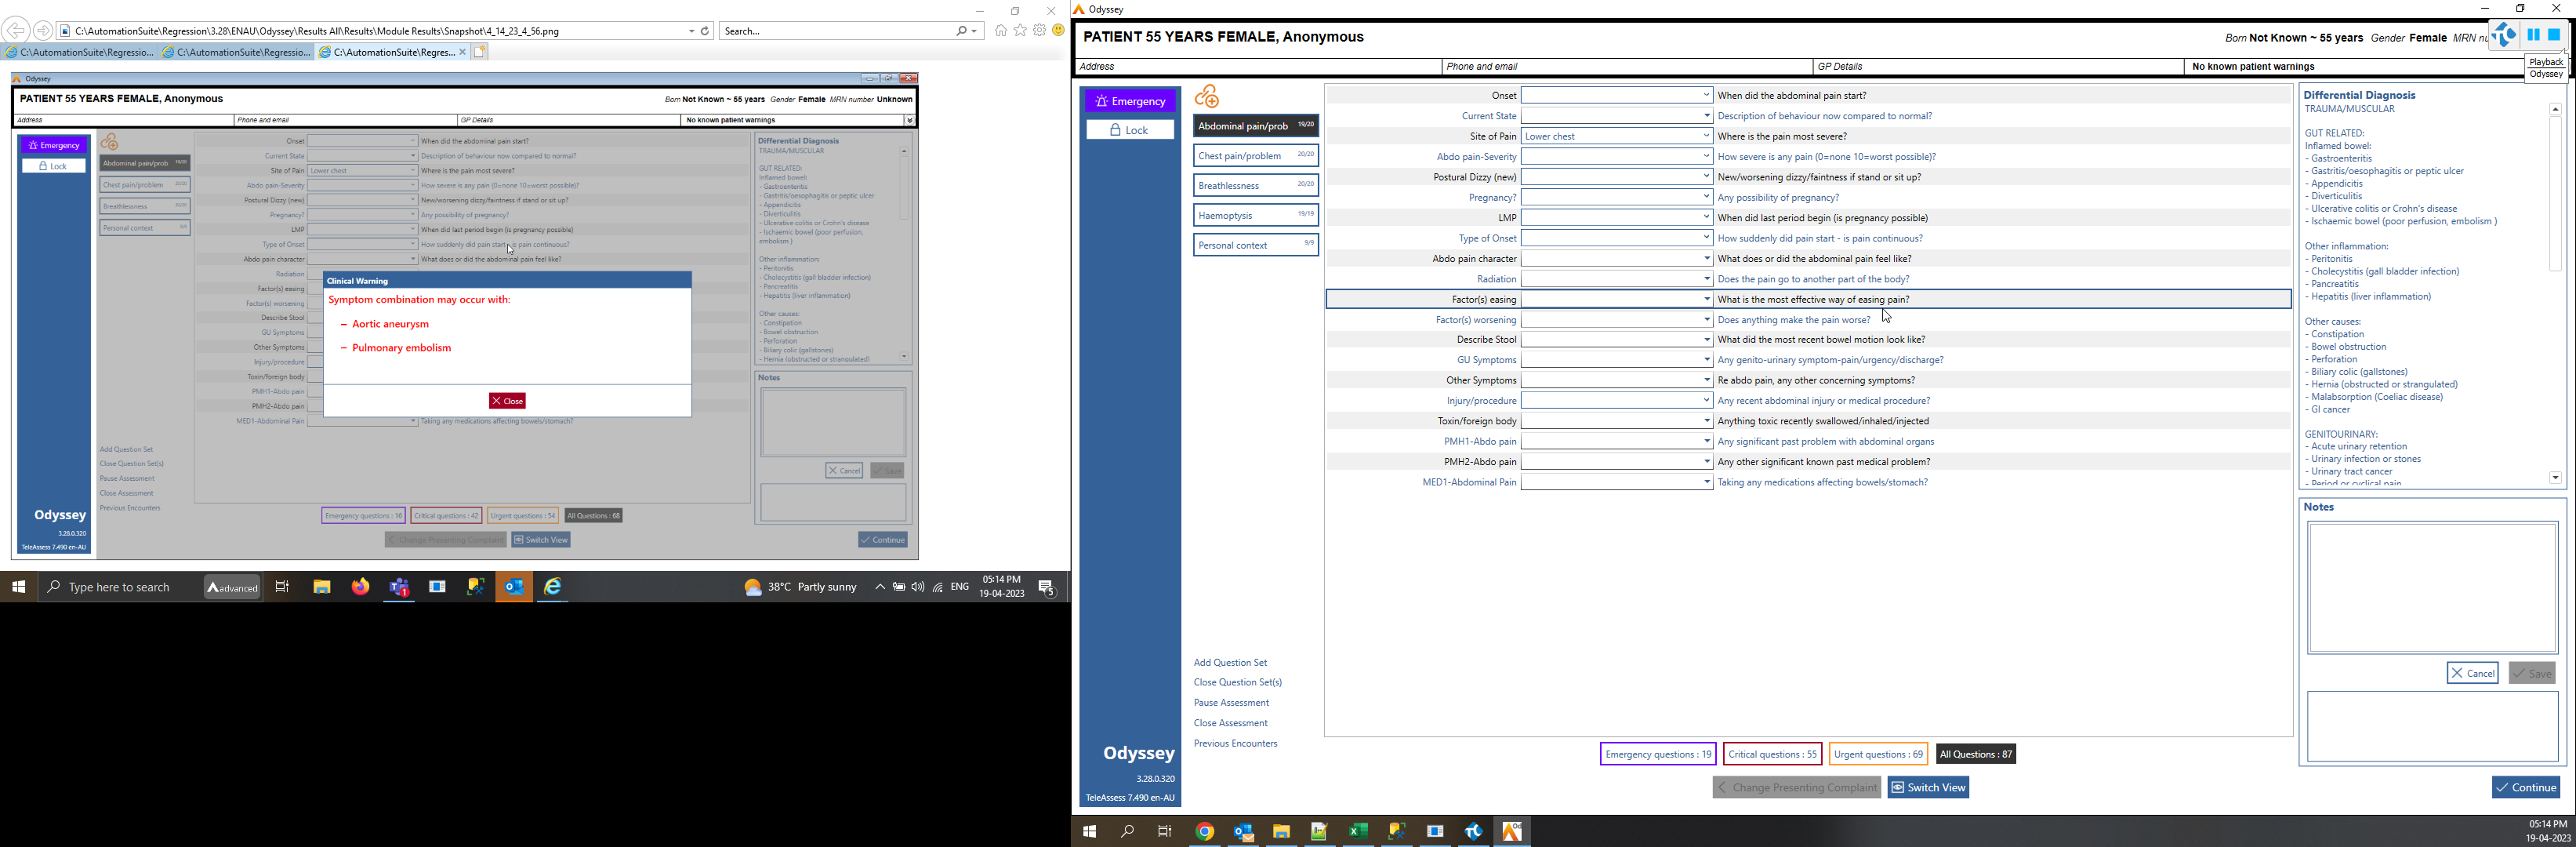 C:\AutomationSuite\Regression\3.28\ENAU\Odyssey\Results All\Results\Module Results\Snapshot\4_14_23_4_56.png
Search...
C:\AutomationSuite\Regressio...
C:\AutomationSuite\Regressio...
C:\AutomationSuite\Regres...
Odyssey
PATIENT 55 YEARS FEMALE, Anonymous
Born Not Known ~ 55 years Gender Female MRN number Unknown
Address
Phone and email
GP Details
No known patient warnings
Emergency
Lock
Abdominal pain/prob 19/20
Chest pain/problem 20/20
Breathlessness 20/20
Personal context 9/9
Onset When did the abdominal pain start?
Current State Description of behaviour now compared to normal?
Site of Pain Lower chest Where is the pain most severe?
Abdo pain-Severity How severe is any pain (0=none 10=worst possible)?
Postural Dizzy (new) New/worsening dizzy/faintness if stand or sit up?
Pregnancy? Any possibility of pregnancy?
LMP When did last period begin (is pregnancy possible)
Type of Onset How suddenly did pain start - is pain continuous?
Abdo pain character What does or did the abdominal pain feel like?
Radiation
Factor(s) easing
Factor(s) worsening
Describe Stool
GU Symptoms
Other Symptoms
Injury/procedure
Toxin/foreign body
PMH1-Abdo pain
PMH2-Abdo pain
MED1-Abdominal Pain Taking any medications affecting bowels/stomach?
Clinical Warning
Symptom combination may occur with:
– Aortic aneurysm
– Pulmonary embolism
Close
Differential Diagnosis
TRAUMA/MUSCULAR
GUT RELATED:
Inflamed bowel:
- Gastroenteritis
- Gastritis/oesophagitis or peptic ulcer
- Appendicitis
- Diverticulitis
- Ulcerative colitis or Crohn's disease
- Ischaemic bowel (poor perfusion,
embolism )
Other inflammation:
- Peritonitis
- Cholecystitis (gall bladder infection)
- Pancreatitis
- Hepatitis (liver inflammation)
Other causes:
- Constipation
- Bowel obstruction
- Perforation
- Biliary colic (gallstones)
- Hernia (obstructed or strangulated)
Notes
Cancel
Save
Add Question Set
Close Question Set(s)
Pause Assessment
Close Assessment
Previous Encounters
Odyssey
3.28.0.320
TeleAssess 7.490 en-AU
Emergency questions : 16
Critical questions : 42
Urgent questions : 54
All Questions : 68
Change Presenting Complaint
Switch View
Continue
Type here to search
advanced
1
38°C Partly sunny
ENG
05:14 PM
19-04-2023
5
Odyssey
PATIENT 55 YEARS FEMALE, Anonymous
Born Not Known ~ 55 years Gender Female MRN nu
Playback
Odyssey
Address
Phone and email
GP Details
No known patient warnings
Emergency
Lock
Abdominal pain/prob 19/20
Chest pain/problem 20/20
Breathlessness 20/20
Haemoptysis 19/19
Personal context 9/9
Onset When did the abdominal pain start?
Current State Description of behaviour now compared to normal?
Site of Pain Lower chest Where is the pain most severe?
Abdo pain-Severity How severe is any pain (0=none 10=worst possible)?
Postural Dizzy (new) New/worsening dizzy/faintness if stand or sit up?
Pregnancy? Any possibility of pregnancy?
LMP When did last period begin (is pregnancy possible)
Type of Onset How suddenly did pain start - is pain continuous?
Abdo pain character What does or did the abdominal pain feel like?
Radiation Does the pain go to another part of the body?
Factor(s) easing What is the most effective way of easing pain?
Factor(s) worsening Does anything make the pain worse?
Describe Stool What did the most recent bowel motion look like?
GU Symptoms Any genito-urinary symptom-pain/urgency/discharge?
Other Symptoms Re abdo pain, any other concerning symptoms?
Injury/procedure Any recent abdominal injury or medical procedure?
Toxin/foreign body Anything toxic recently swallowed/inhaled/injected
PMH1-Abdo pain Any significant past problem with abdominal organs
PMH2-Abdo pain Any other significant known past medical problem?
MED1-Abdominal Pain Taking any medications affecting bowels/stomach?
Differential Diagnosis
TRAUMA/MUSCULAR
GUT RELATED:
Inflamed bowel:
- Gastroenteritis
- Gastritis/oesophagitis or peptic ulcer
- Appendicitis
- Diverticulitis
- Ulcerative colitis or Crohn's disease
- Ischaemic bowel (poor perfusion, embolism )
Other inflammation:
- Peritonitis
- Cholecystitis (gall bladder infection)
- Pancreatitis
- Hepatitis (liver inflammation)
Other causes:
- Constipation
- Bowel obstruction
- Perforation
- Biliary colic (gallstones)
- Hernia (obstructed or strangulated)
- Malabsorption (Coeliac disease)
- GI cancer
GENITOURINARY:
- Acute urinary retention
- Urinary infection or stones
- Urinary tract cancer
- Period or cyclical pain
Notes
Cancel
Save
Add Question Set
Close Question Set(s)
Pause Assessment
Close Assessment
Previous Encounters
Odyssey
3.28.0.320
TeleAssess 7.490 en-AU
Emergency questions : 19
Critical questions : 55
Urgent questions : 69
All Questions : 87
Change Presenting Complaint
Switch View
Continue
05:14 PM
19-04-2023